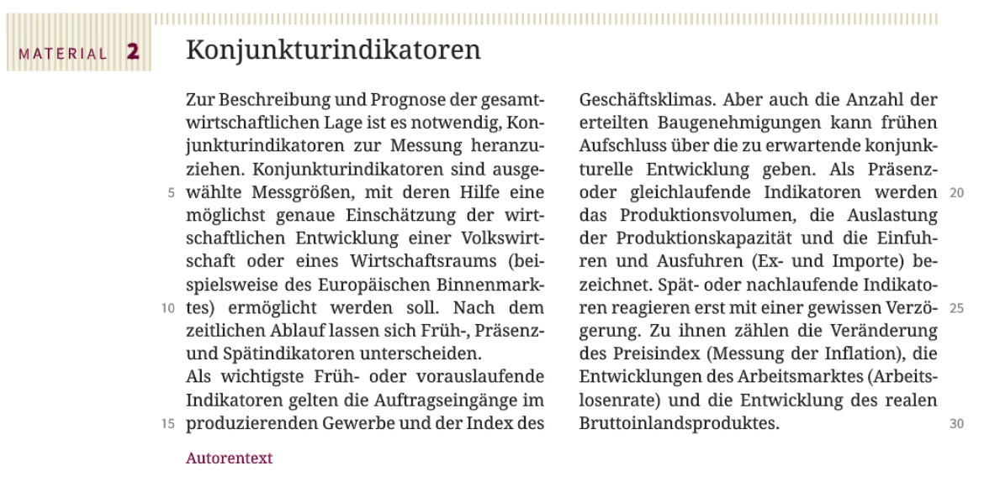 MATERIAL 2
Konjunkturindikatoren
Zur Beschreibung und Prognose der gesamt-
wirtschaftlichen Lage ist es notwendig, Kon-
junkturindikatoren zur Messung heranzu-
ziehen. Konjunkturindikatoren sind ausge-
5 wählte Messgrößen, mit deren Hilfe eine
möglichst genaue Einschätzung der wirt-
schaftlichen Entwicklung einer Volkswirt-
schaft oder eines Wirtschaftsraums (bei-
spielsweise des Europäischen Binnenmark-
10 tes) ermöglicht werden soll. Nach dem
zeitlichen Ablauf lassen sich Früh-, Präsenz-
und Spätindikatoren unterscheiden.
Als wichtigste Früh- oder vorauslaufende
Indikatoren gelten die Auftragseingänge im
15 produzierenden Gewerbe und der Index des
Geschäftsklimas. Aber auch die Anzahl der
erteilten Baugenehmigungen kann frühen
Aufschluss über die zu erwartende konjunk-
turelle Entwicklung geben. Als Präsenz-
oder gleichlaufende Indikatoren werden 20
das Produktionsvolumen, die Auslastung
der Produktionskapazität und die Einfuh-
ren und Ausfuhren (Ex- und Importe) be-
zeichnet. Spät- oder nachlaufende Indikato-
ren reagieren erst mit einer gewissen Verzö- 25
gerung. Zu ihnen zählen die Veränderung
des Preisindex (Messung der Inflation), die
Entwicklungen des Arbeitsmarktes (Arbeits-
losenrate) und die Entwicklung des realen
Bruttoinlandsproduktes. 30
Autorentext